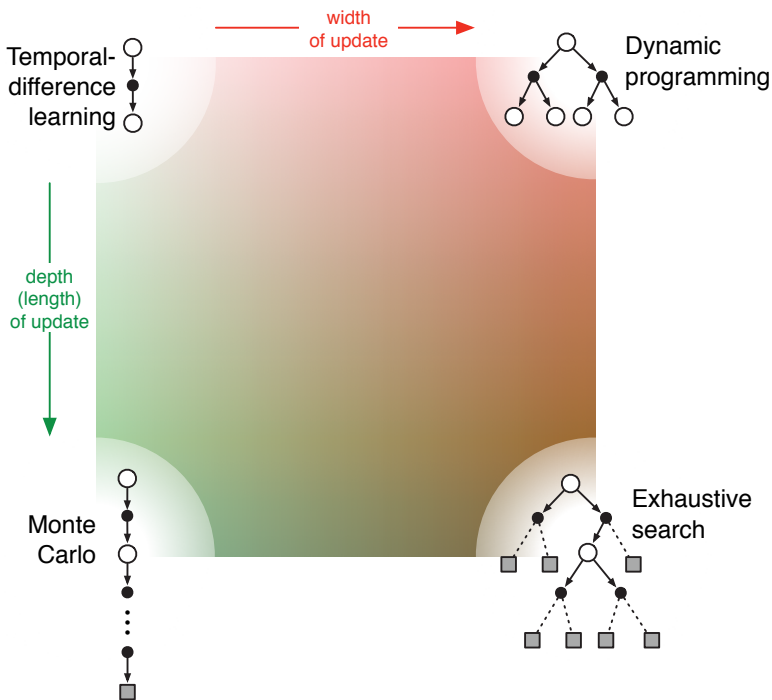 width
of update
Temporal-
difference
learning
Dynamic
programming
depth
(length)
of update
Monte
Carlo
Exhaustive
search